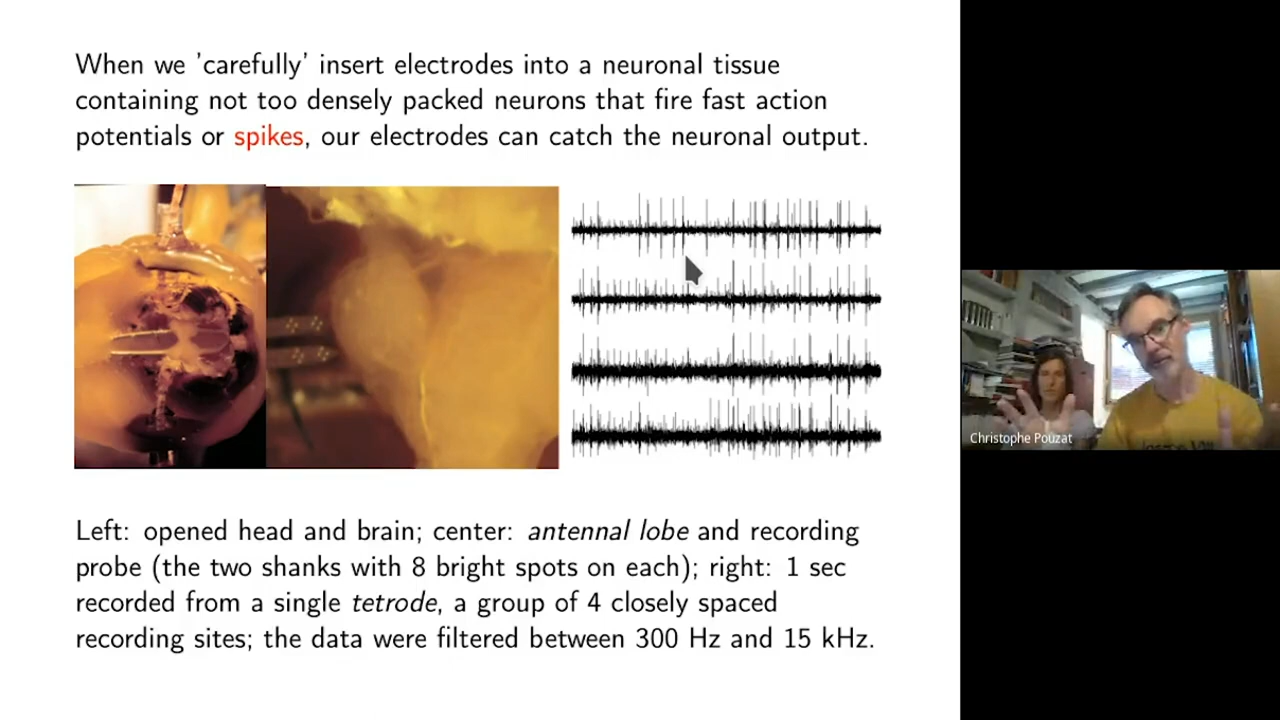 When we 'carefully' insert electrodes into a neuronal tissue
containing not too densely packed neurons that fire fast action
potentials or spikes, our electrodes can catch the neuronal output.
Left: opened head and brain; center: antennal lobe and recording
probe (the two shanks with 8 bright spots on each); right: 1 sec
recorded from a single tetrode, a group of 4 closely spaced
recording sites; the data were filtered between 300 Hz and 15 kHz.
Christophe Pouzat